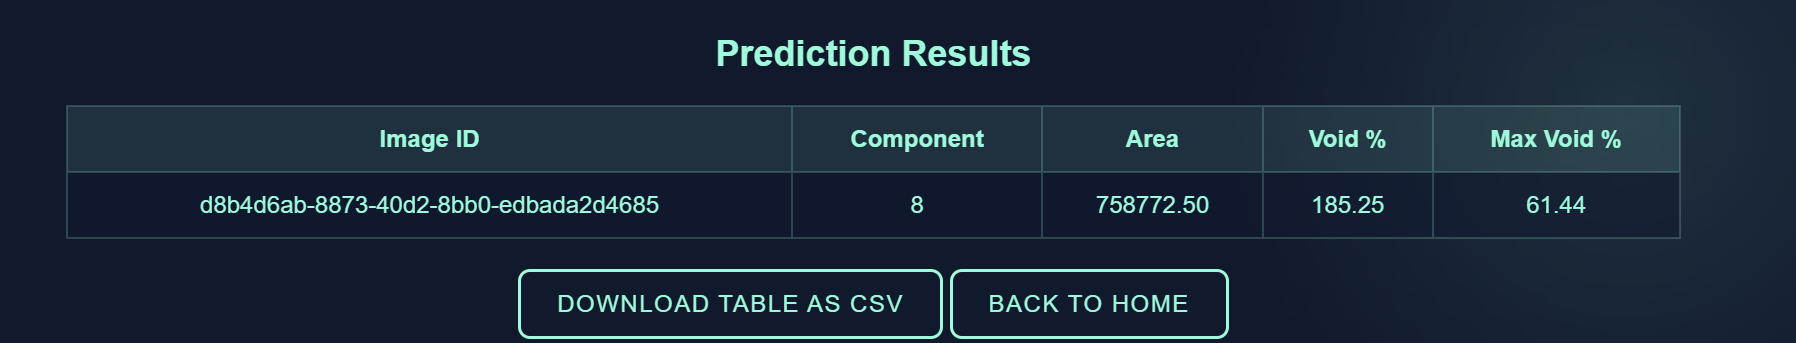 Prediction Results
Image ID Component Area Void % Max Void %
d8b4d6ab-8873-40d2-8bb0-edbada2d4685 8 758772.50 185.25 61.44
DOWNLOAD TABLE AS CSV BACK TO HOME